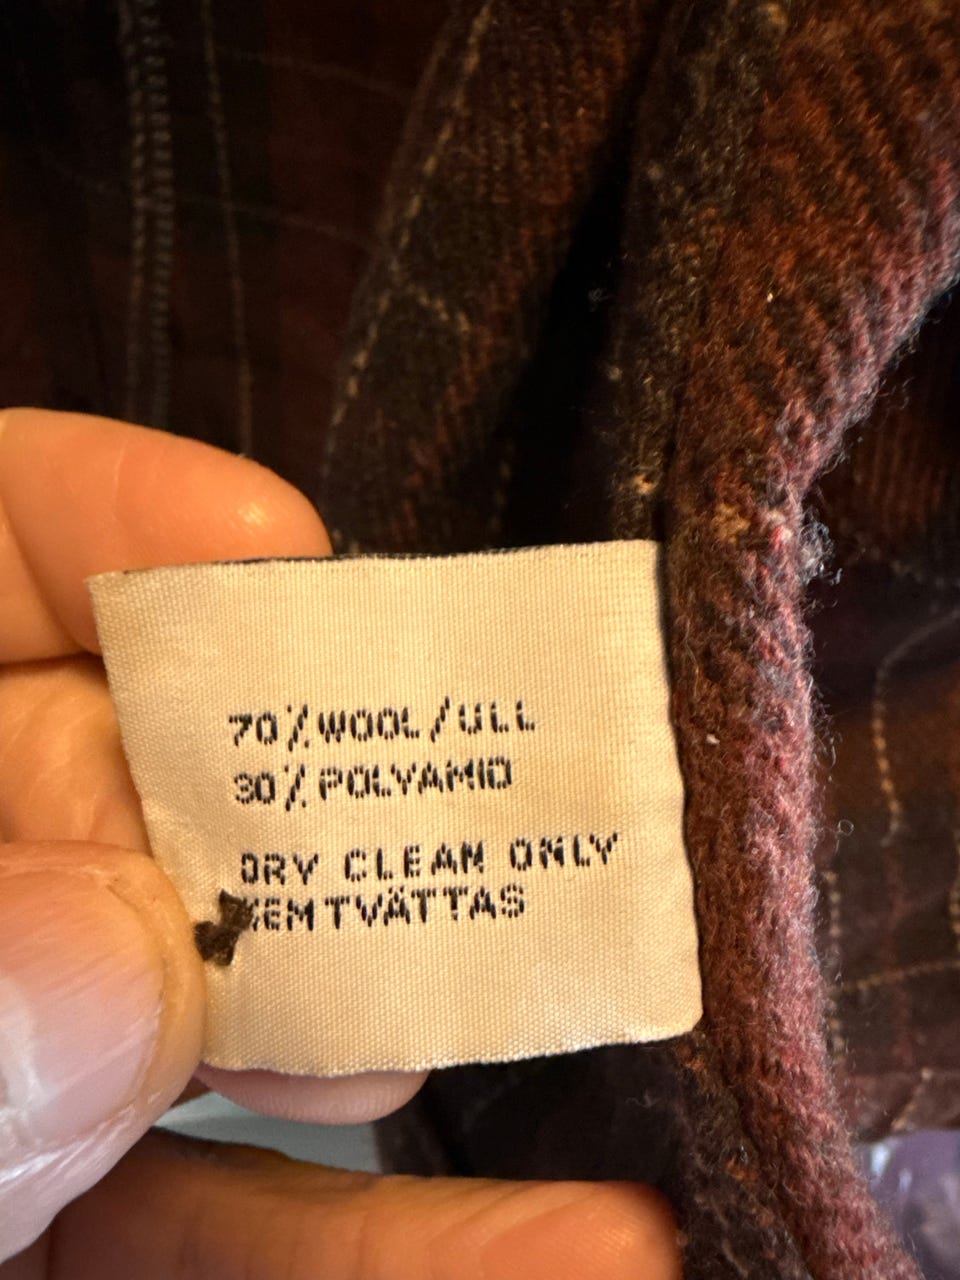 70% WOOL/ULL
30% POLYAMID
DRY CLEAN ONLY
KEMTVÄTTAS